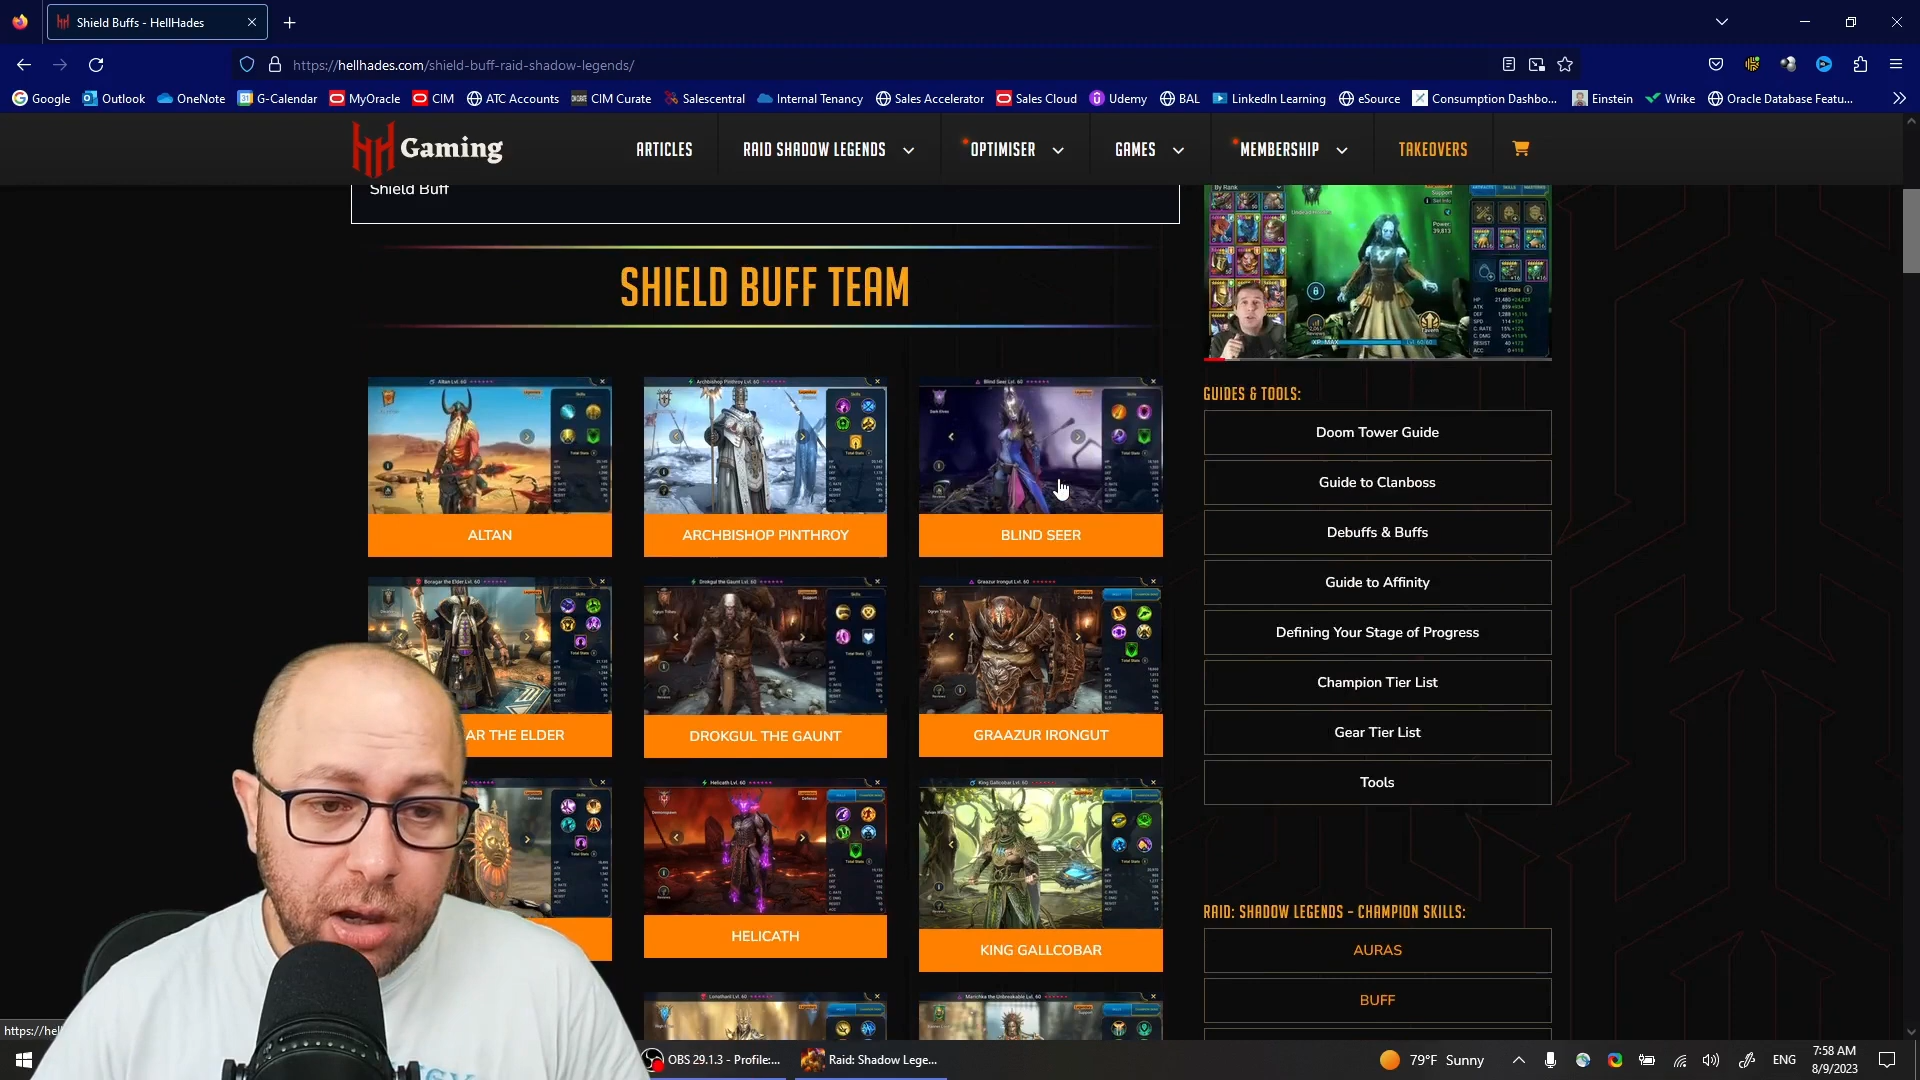 Shield Buffs - HellHades
https://hellhades.com/shield-buff-raid-shadow-legends/
Google Outlook OneNote G-Calendar MyOracle CIM ATC Accounts CIM Curate Salescentral Internal Tenancy Sales Accelerator Sales Cloud Udemy BAL LinkedIn Learning eSource Consumption Dashbo... Einstein Wrike Oracle Database Featu...
Gaming
ARTICLES RAID SHADOW LEGENDS OPTIMISER GAMES MEMBERSHIP TAKEOVERS
Shield Buff
SHIELD BUFF TEAM
ALTAN ARCHBISHOP PINTHROY BLIND SEER
AR THE ELDER DROKGUL THE GAUNT GRAAZUR IRONGUT
HELICATH KING GALLCOBAR
By Rank
GUIDES & TOOLS:
Doom Tower Guide
Guide to Clanboss
Debuffs & Buffs
Guide to Affinity
Defining Your Stage of Progress
Champion Tier List
Gear Tier List
Tools
RAID: SHADOW LEGENDS – CHAMPION SKILLS:
AURAS
BUFF
https://hell
OBS 29.1.3 - Profile:... Raid: Shadow Lege...
79°F Sunny
ENG
7:58 AM
8/9/2023